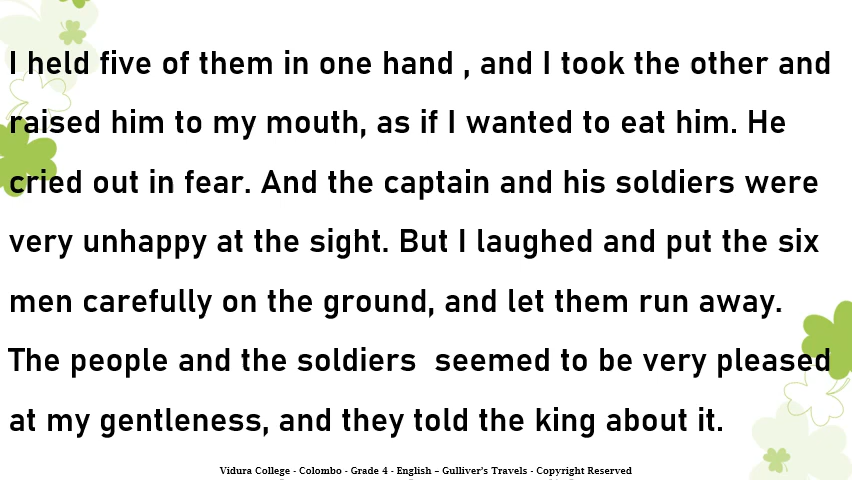 I held five of them in one hand , and I took the other and
raised him to my mouth, as if I wanted to eat him. He
cried out in fear. And the captain and his soldiers were
very unhappy at the sight. But I laughed and put the six
men carefully on the ground, and let them run away.
The people and the soldiers  seemed to be very pleased
at my gentleness, and they told the king about it.
Vidura College - Colombo - Grade 4 - English – Gulliver's Travels - Copyright Reserved